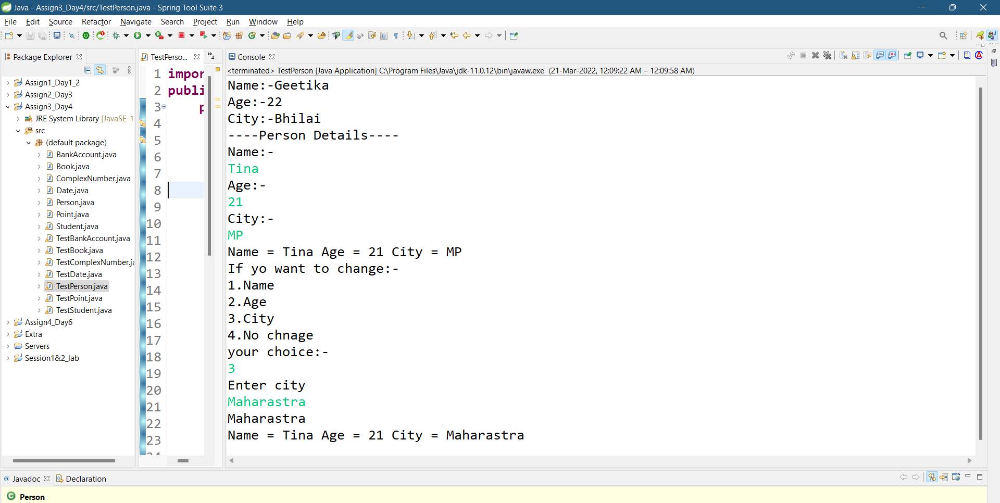 Java - Assign3_Day4/src/TestPerson.java - Spring Tool Suite 3
File Edit Source Refactor Navigate Search Project Run Window Help
Package Explorer
Assign1_Day1_2
Assign2_Day3
Assign3_Day4
JRE System Library [JavaSE-1
src
(default package)
BankAccount.java
Book.java
ComplexNumber.java
Date.java
Person.java
Point.java
Student.java
TestBankAccount.java
TestBook.java
TestComplexNumber.ja
TestDate.java
TestPerson.java
TestPoint.java
TestStudent.java
Assign4_Day6
Extra
Servers
Session1&2_lab
TestPerso... »4
1 impor
2 publi
3 p
4
5
6
7
8
9
10
11
12
13
14
15
16
17
18
19
20
21
22
23
24
Console
<terminated> TestPerson [Java Application] C:\Program Files\Java\jdk-11.0.12\bin\javaw.exe (21-Mar-2022, 12:09:22 AM – 12:09:58 AM)
Name:-Geetika
Age:-22
City:-Bhilai
----Person Details----
Name:-
Tina
Age:-
21
City:-
MP
Name = Tina Age = 21 City = MP
If yo want to change:-
1.Name
2.Age
3.City
4.No chnage
your choice:-
3
Enter city
Maharastra
Maharastra
Name = Tina Age = 21 City = Maharastra
@ Javadoc Declaration
Person